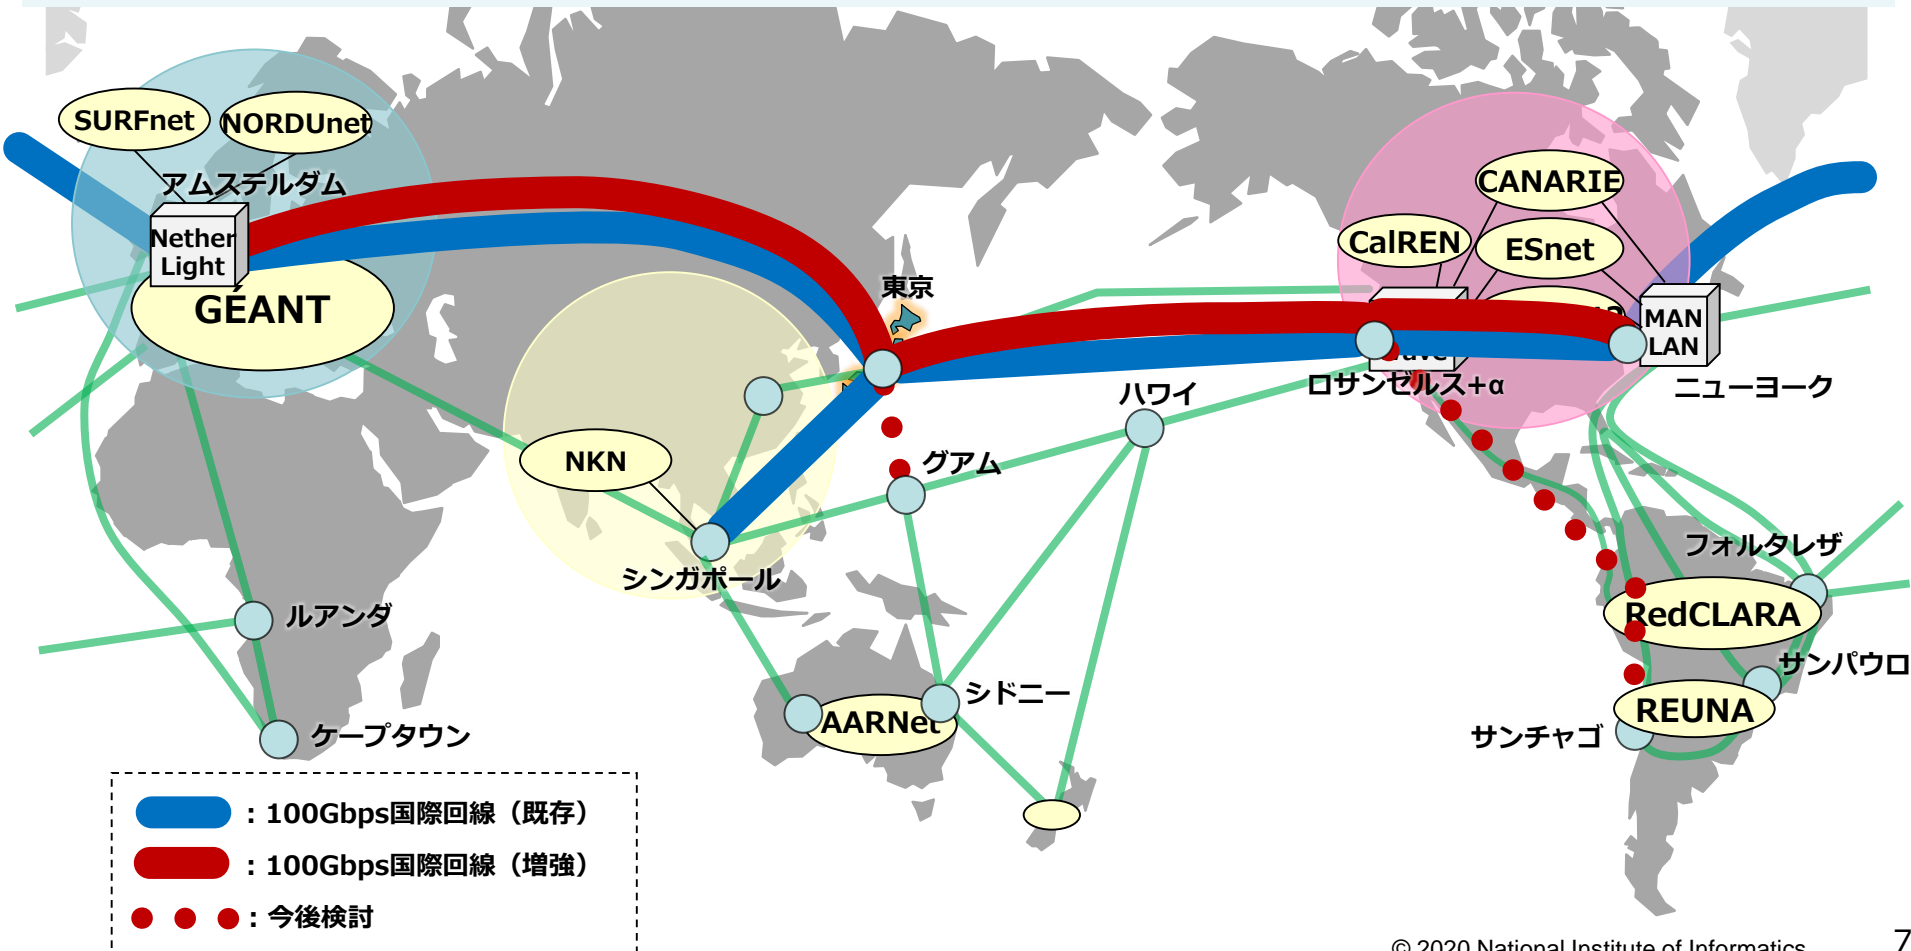 SURFnet
NORDUnet
アムステルダム
Nether
Light
GÉANT
東京
CANARIE
CalREN
ESnet
MAN
LAN
ロサンゼルス+α
ニューヨーク
ハワイ
NKN
グアム
シンガポール
フォルタレザ
ルアンダ
RedCLARA
サンパウロ
シドニー
AARNet
REUNA
ケープタウン
サンチャゴ
:100Gbps国際回線(既存)
:100Gbps国際回線(増強)
:今後検討
© 2020 National Institute of Informatics
7